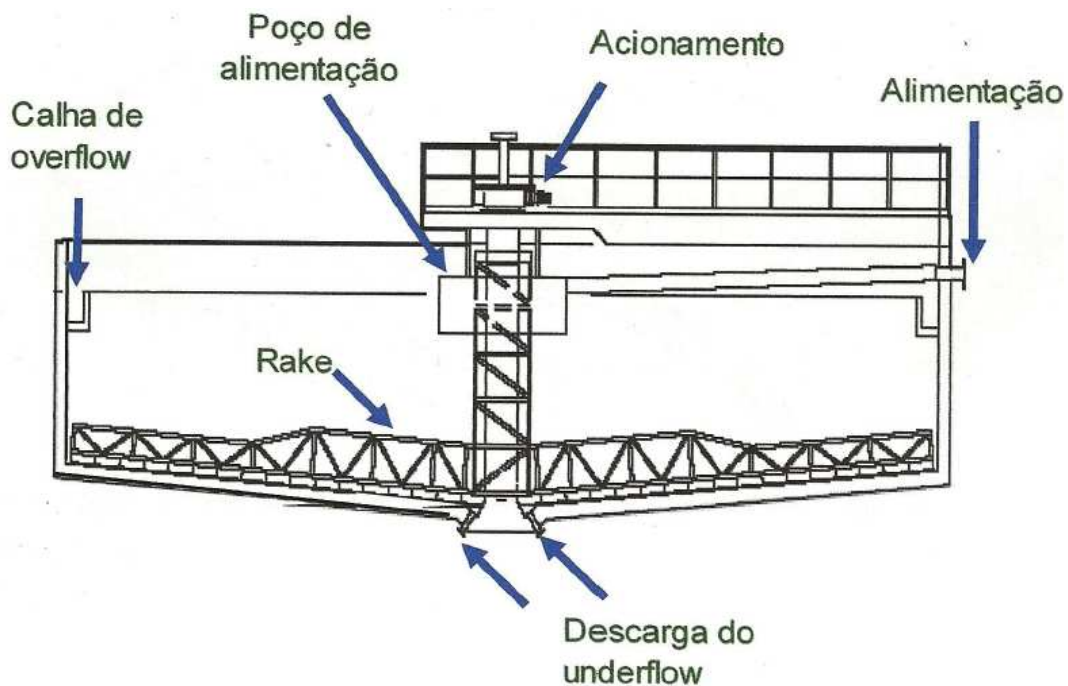 Poço de
alimentação
Acionamento
Alimentação
Calha de
overflow
Rake
Descarga do
underflow